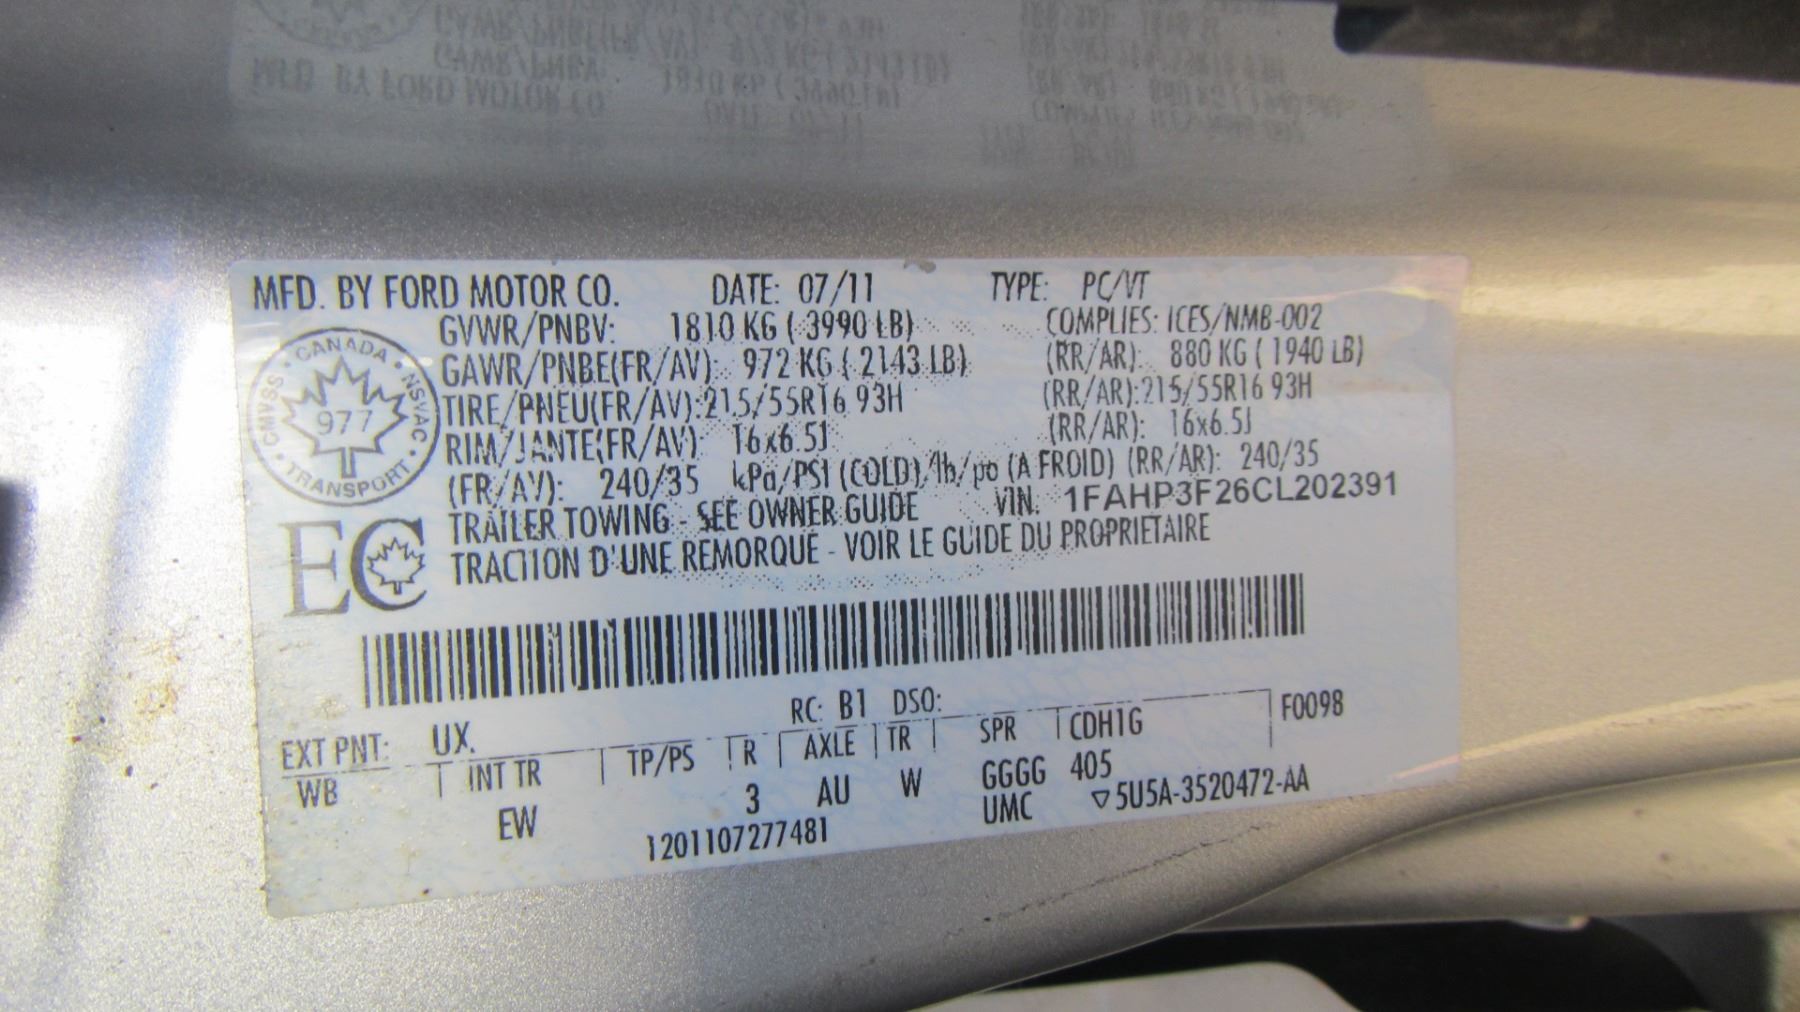 MFD. BY FORD MOTOR CO. DATE: 07/11 TYPE: PC/VT
GVWR/PNBV: 1810 KG ( 3990 LB) COMPLIES: ICES/NMB-002
GAWR/PNBE(FR/AV): 972 KG ( 2143 LB) (RR/AR): 880 KG ( 1940 LB)
TIRE/PNEU(FR/AV):215/55R16 93H (RR/AR):215/55R16 93H
RIM/JANTE(FR/AV): 16x6.5J (RR/AR): 16x6.5J
(FR/AV): 240/35 kPa/PSI (COLD)/lb/po (A FROID) (RR/AR): 240/35
TRAILER TOWING - SEE OWNER GUIDE VIN. 1FAHP3F26CL202391
TRACTION D'UNE REMORQUE - VOIR LE GUIDE DU PROPRIETAIRE
CANADA
CMVSS 977 NSVAC
TRANSPORT
EC
RC: B1 DSO:
EXT PNT: UX. F0098
WB INT TR TP/PS R AXLE TR SPR CDH1G
EW 3 AU W GGGG 405
1201107277481 UMC ▽5U5A-3520472-AA